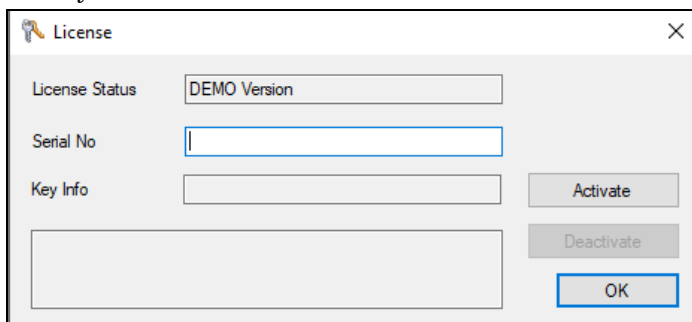 License
License Status DEMO Version
Serial No
Key Info Activate
Deactivate
OK